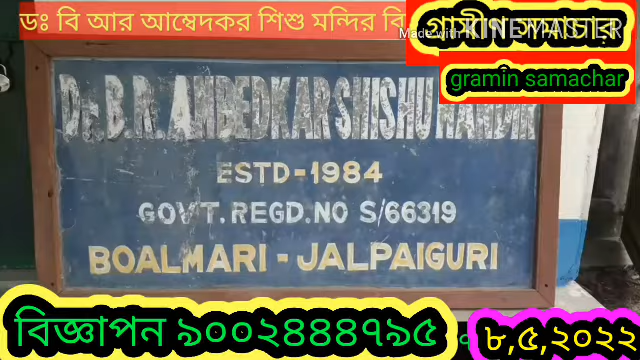 ডঃ বি আর আম্বেদকর শিশু মন্দির বি
গ্রামীণ সমাচার
Made with KINEMASTER
gramin samachar
Dr. B. R. AMBEDKAR SHISHU MANDIR
ESTD-1984
GOVT. REGD. NO S/66319
BOALMARI - JALPAIGURI
বিজ্ঞাপন ৯০০২৪৪৪৭৯৫
৮,৫,২০২২